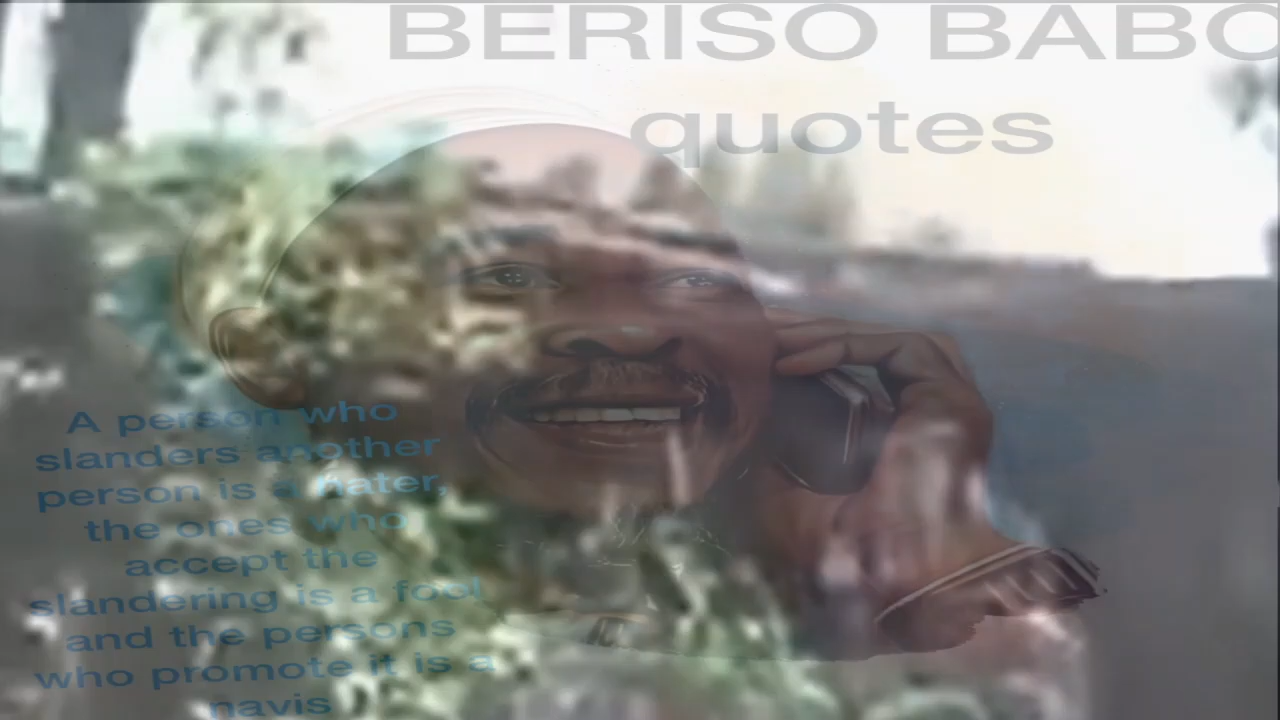 BERISO BABO
quotes
A person who
slanders another
person is a hater,
the ones who
accept the
slandering is a fool
and the persons
who promote it is a
navis